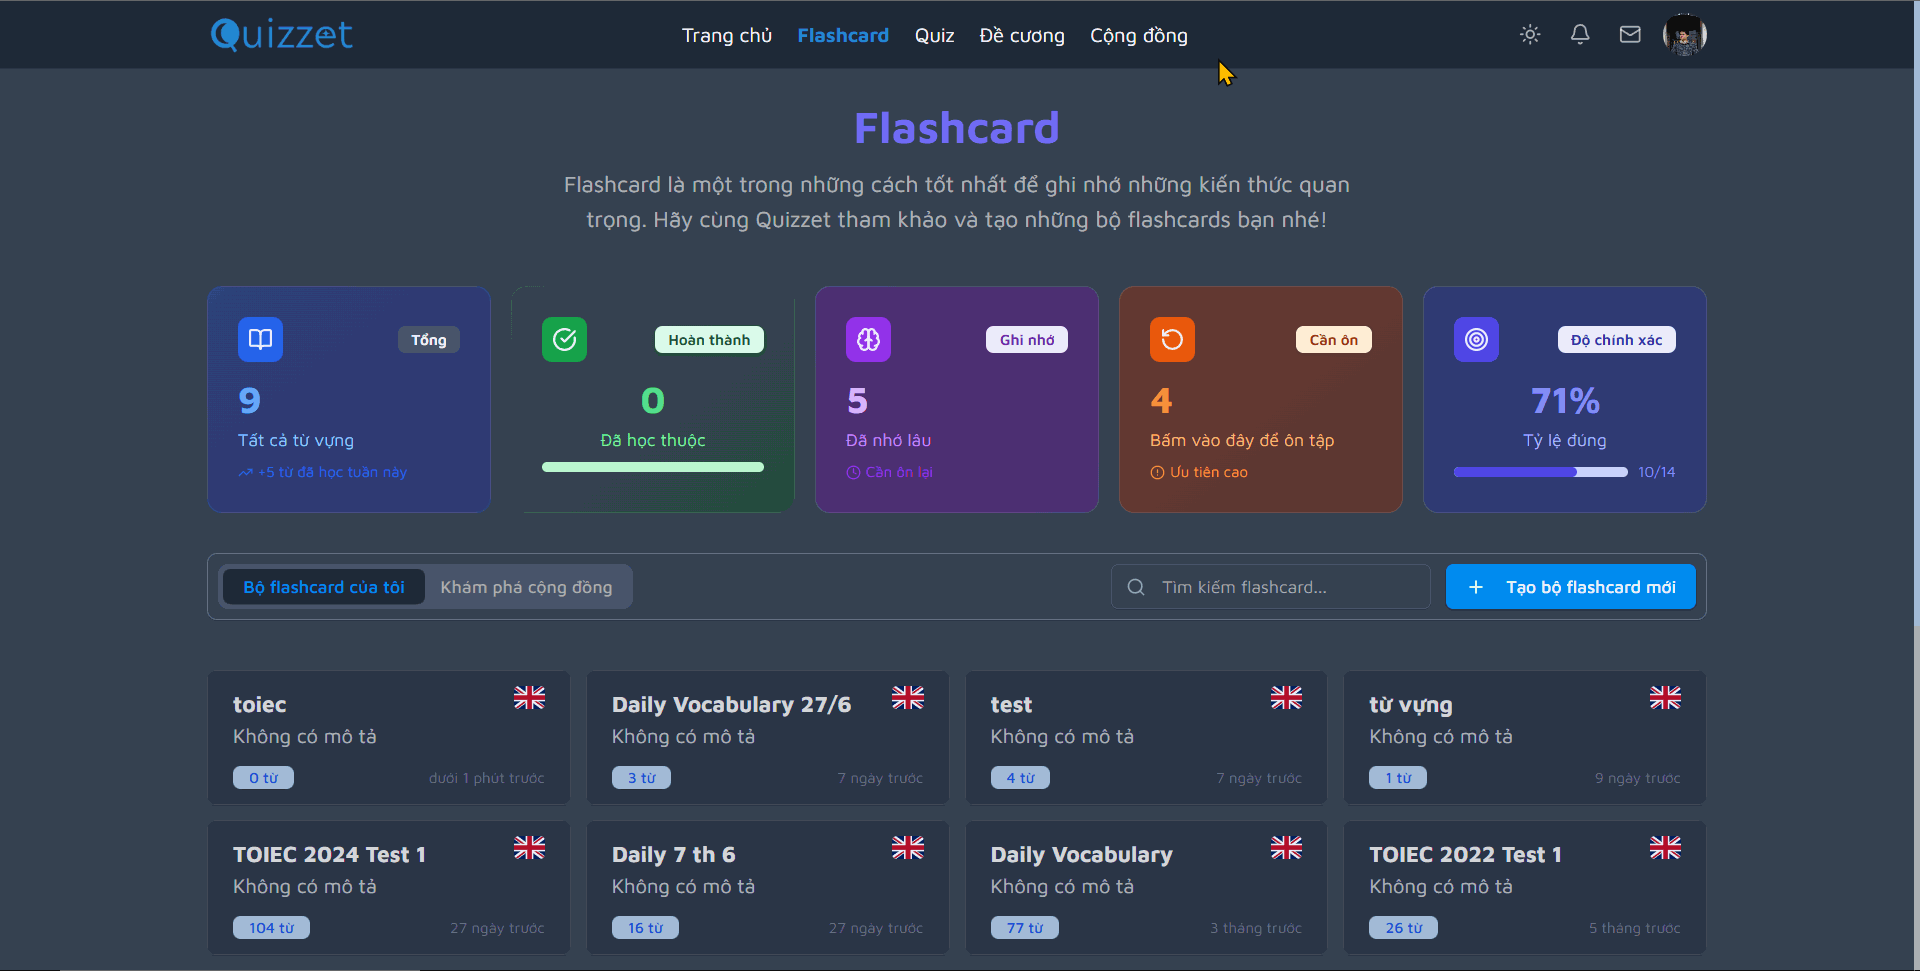 Quizzet
Trang chủ Flashcard Quiz Đề cương Cộng đồng
Flashcard
Flashcard là một trong những cách tốt nhất để ghi nhớ những kiến thức quan
trọng. Hãy cùng Quizzet tham khảo và tạo những bộ flashcards bạn nhé!
Tổng
9
Tất cả từ vựng
+5 từ đã học tuần này
Hoàn thành
0
Đã học thuộc
Ghi nhớ
5
Đã nhớ lâu
Cần ôn lại
Cần ôn
4
Bấm vào đây để ôn tập
Ưu tiên cao
Độ chính xác
71%
Tỷ lệ đúng
10/14
Bộ flashcard của tôi Khám phá cộng đồng
Tìm kiếm flashcard...
+ Tạo bộ flashcard mới
toiec
Không có mô tả
0 từ dưới 1 phút trước
Daily Vocabulary 27/6
Không có mô tả
3 từ 7 ngày trước
test
Không có mô tả
4 từ 7 ngày trước
từ vựng
Không có mô tả
1 từ 9 ngày trước
TOIEC 2024 Test 1
Không có mô tả
104 từ 27 ngày trước
Daily 7 th 6
Không có mô tả
16 từ 27 ngày trước
Daily Vocabulary
Không có mô tả
77 từ 3 tháng trước
TOIEC 2022 Test 1
Không có mô tả
26 từ 5 tháng trước